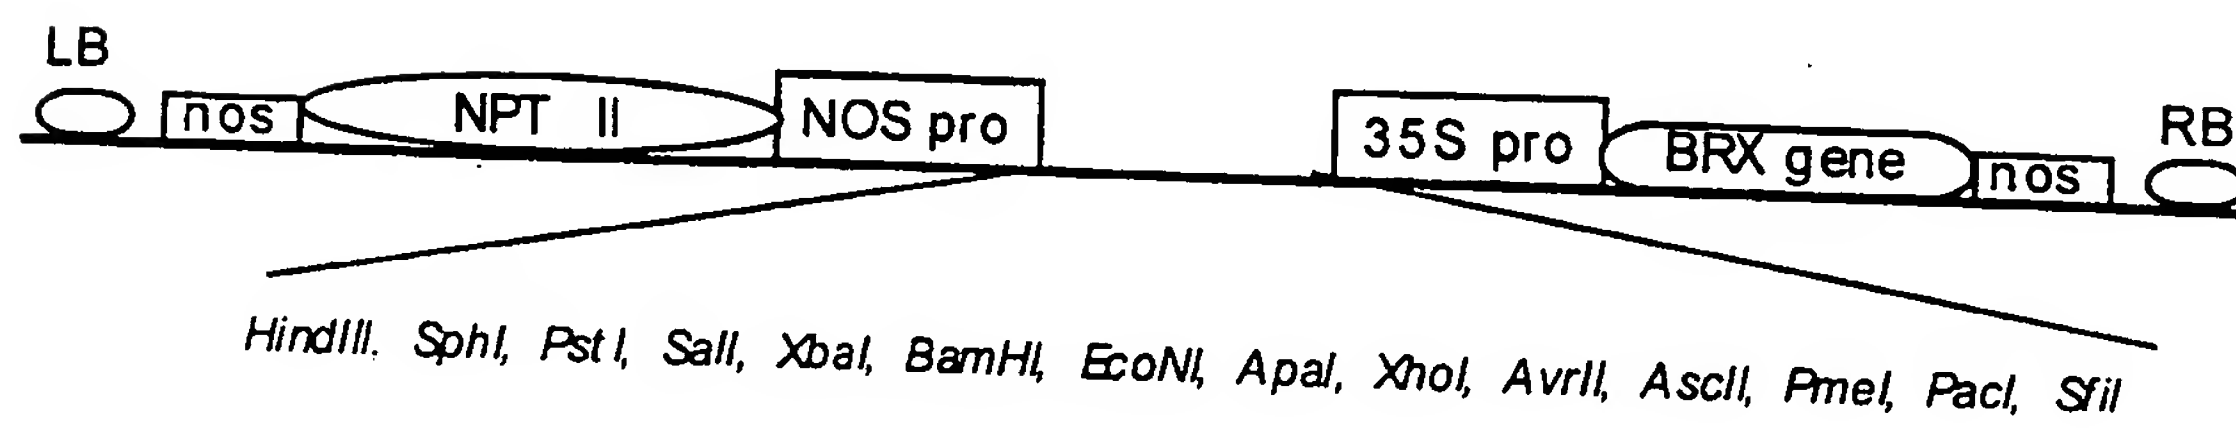 LB
nos NPT II NOS pro 35S pro BRX gene nos RB
HindIII. SphI, Pst I, SalI, XbaI, BamHI, EcoNI, ApaI, XhoI, AvrII, AscII, PmeI, PacI, SfiI